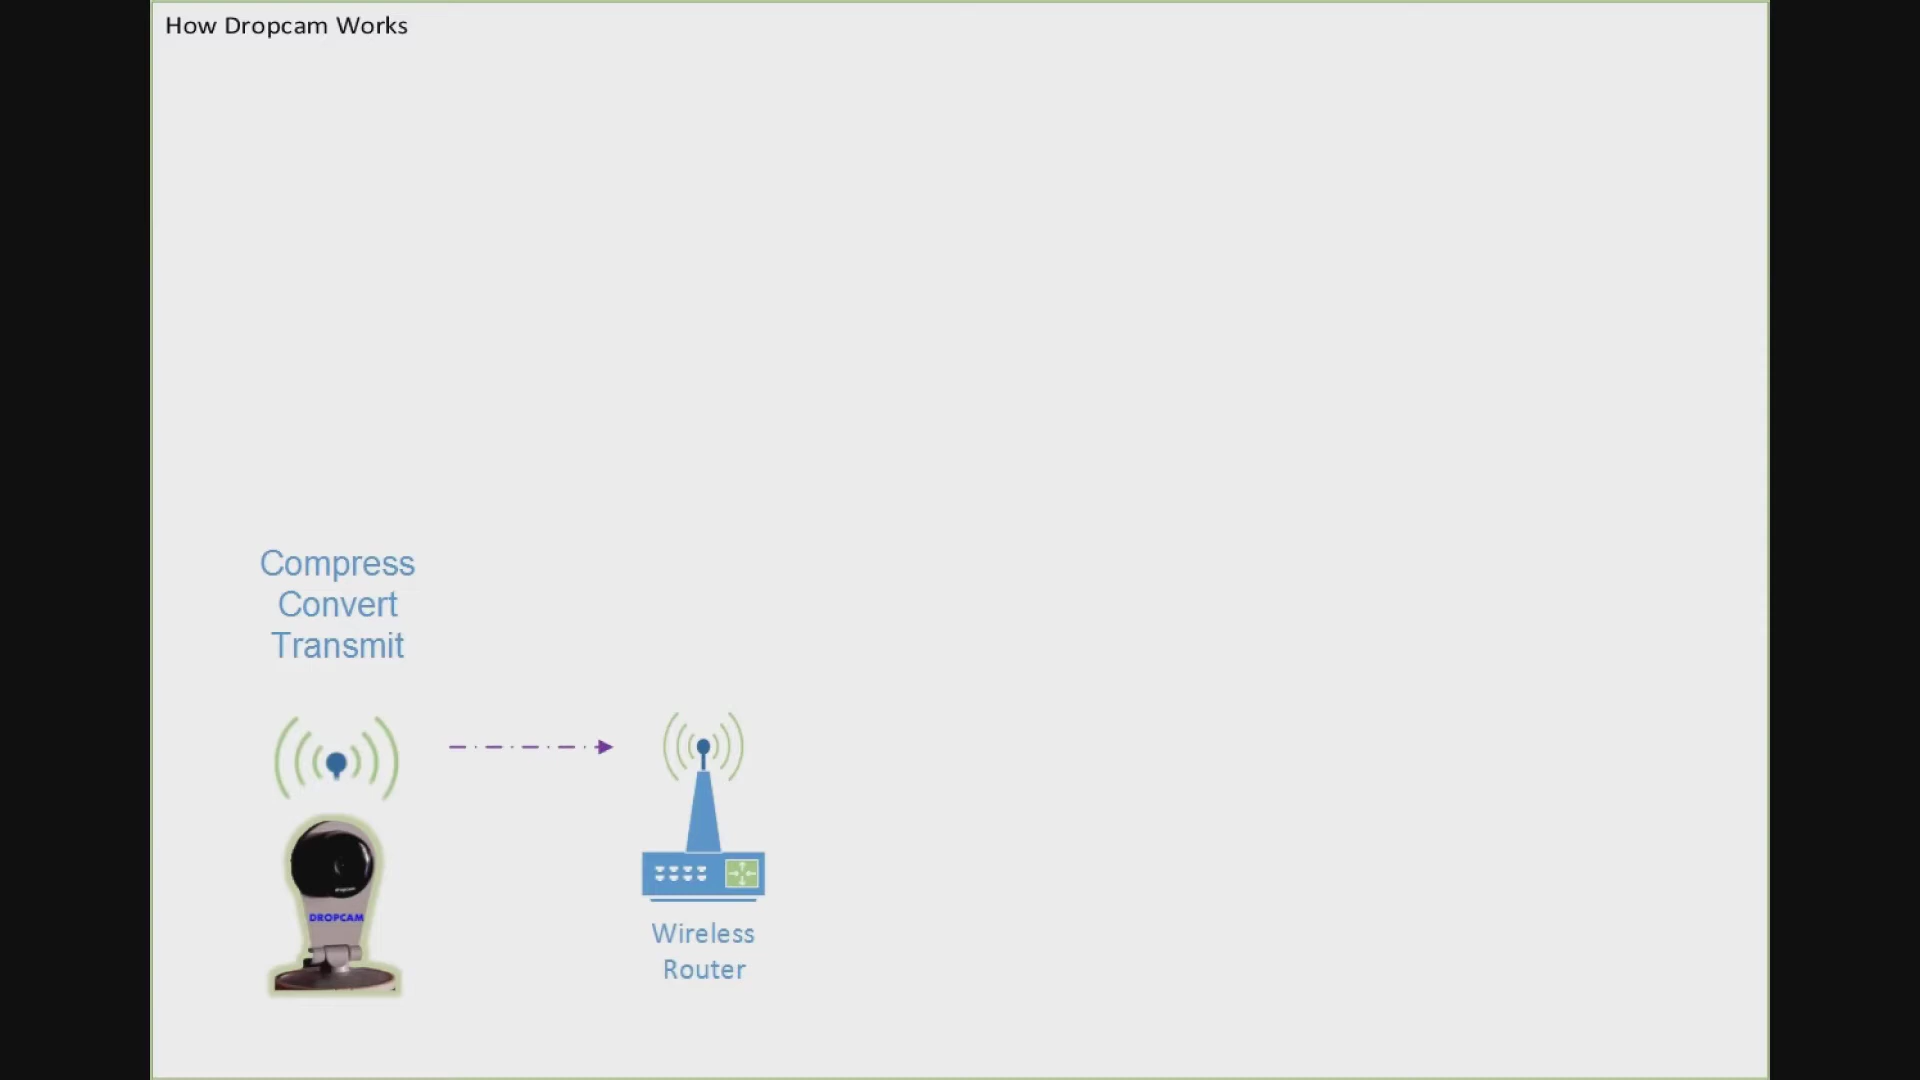 How Dropcam Works
Compress
Convert
Transmit
DROPCAM
Wireless
Router